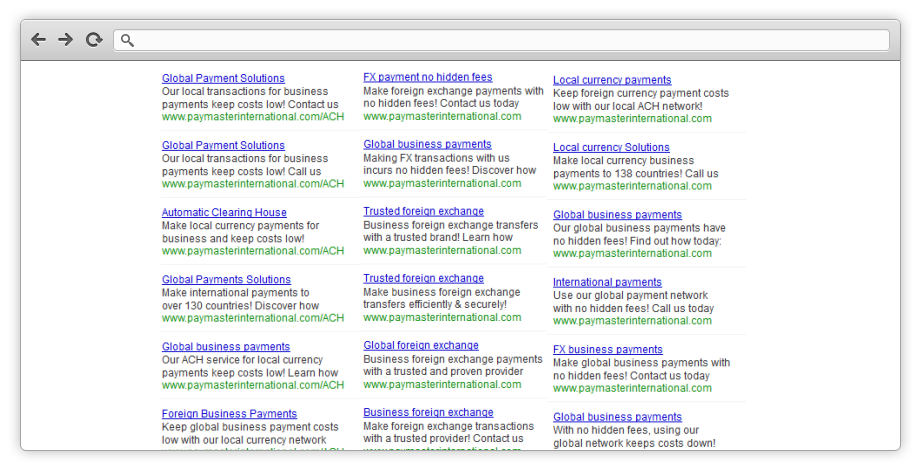 Global Payment Solutions
Our local transactions for business
payments keep costs low! Contact us
www.paymasterinternational.com/ACH
Global Payment Solutions
Our local transactions for business
payments keep costs low! Call us
www.paymasterinternational.com/ACH
Automatic Clearing House
Make local currency payments for
business and keep costs low!
www.paymasterinternational.com/ACH
Global Payments Solutions
Make international payments to
over 130 countries! Discover how
www.paymasterinternational.com/ACH
Global business payments
Our ACH service for local currency
payments keep costs low! Learn how
www.paymasterinternational.com/ACH
Foreign Business Payments
Keep global business payment costs
low with our local currency network
www.paymasterinternational.com/ACH
FX payment no hidden fees
Make foreign exchange payments with
no hidden fees! Contact us today
www.paymasterinternational.com
Global business payments
Making FX transactions with us
incurs no hidden fees! Discover how
www.paymasterinternational.com
Trusted foreign exchange
Business foreign exchange transfers
with a trusted brand! Learn how
www.paymasterinternational.com
Trusted foreign exchange
Make business foreign exchange
transfers efficiently & securely!
www.paymasterinternational.com
Global foreign exchange
Business foreign exchange payments
with a trusted and proven provider
www.paymasterinternational.com
Business foreign exchange
Make foreign exchange transactions
with a trusted provider! Contact us
www.paymasterinternational.com
Local currency payments
Keep foreign currency payment costs
low with our local ACH network!
www.paymasterinternational.com
Local currency Solutions
Make local currency business
payments to 138 countries! Call us
www.paymasterinternational.com
Global business payments
Our global business payments have
no hidden fees! Find out how today:
www.paymasterinternational.com
International payments
Use our global payment network
with no hidden fees! Call us today
www.paymasterinternational.com
FX business payments
Make global business payments with
no hidden fees! Contact us today
www.paymasterinternational.com
Global business payments
With no hidden fees, using our
global network keeps costs down!